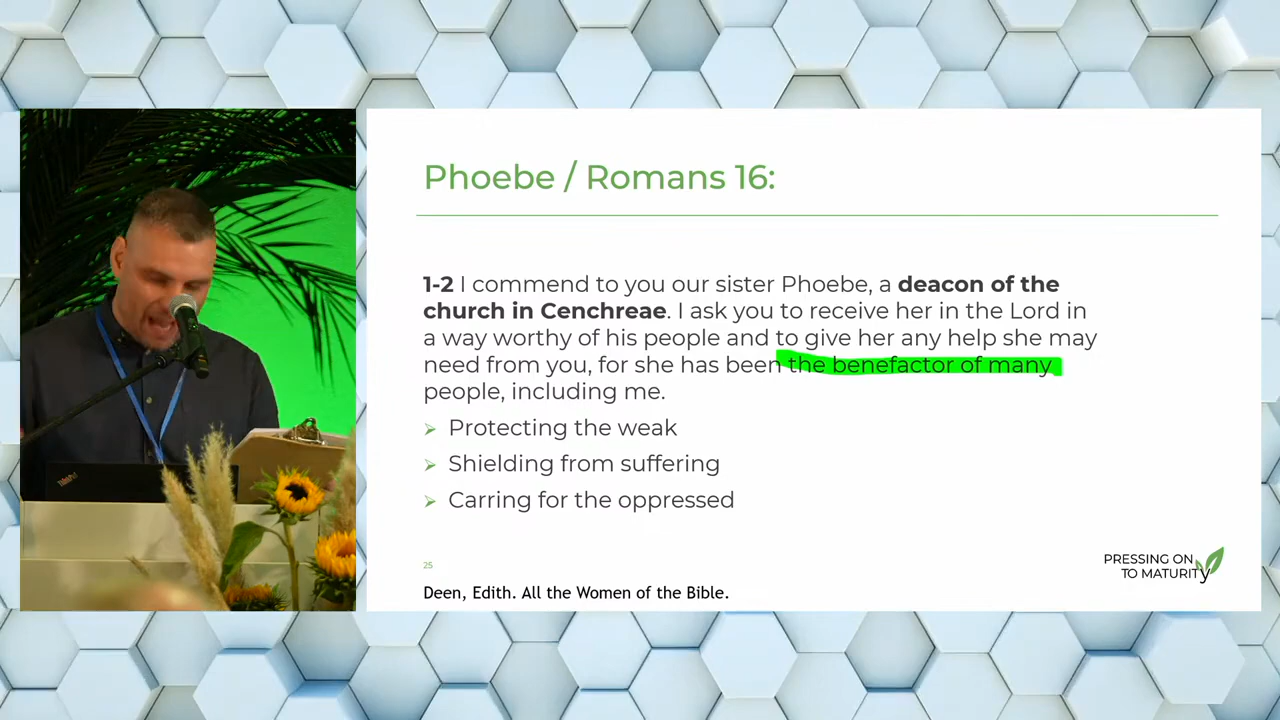 Phoebe / Romans 16:
1-2 I commend to you our sister Phoebe, a deacon of the
church in Cenchreae. I ask you to receive her in the Lord in
a way worthy of his people and to give her any help she may
need from you, for she has been the benefactor of many
people, including me.
➢ Protecting the weak
➢ Shielding from suffering
➢ Carring for the oppressed
25
PRESSING ON
TO MATURITy
Deen, Edith. All the Women of the Bible.
ThinkPad